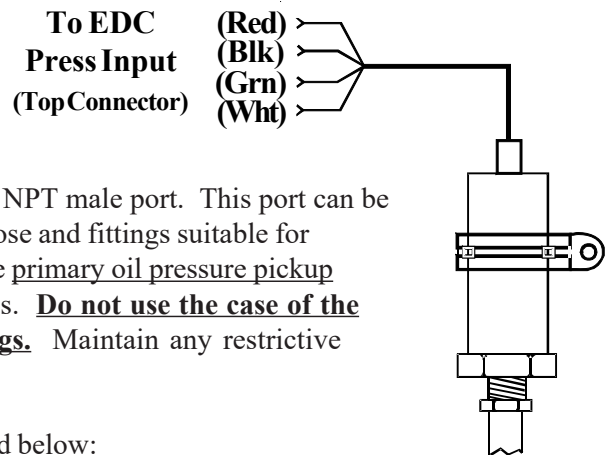 To EDC
Press Input
(Top Connector)
(Red)
(Blk)
(Grn)
(Wht)
NPT male port. This port can be
ose and fittings suitable for
e primary oil pressure pickup
s. Do not use the case of the
gs. Maintain any restrictive
d below: